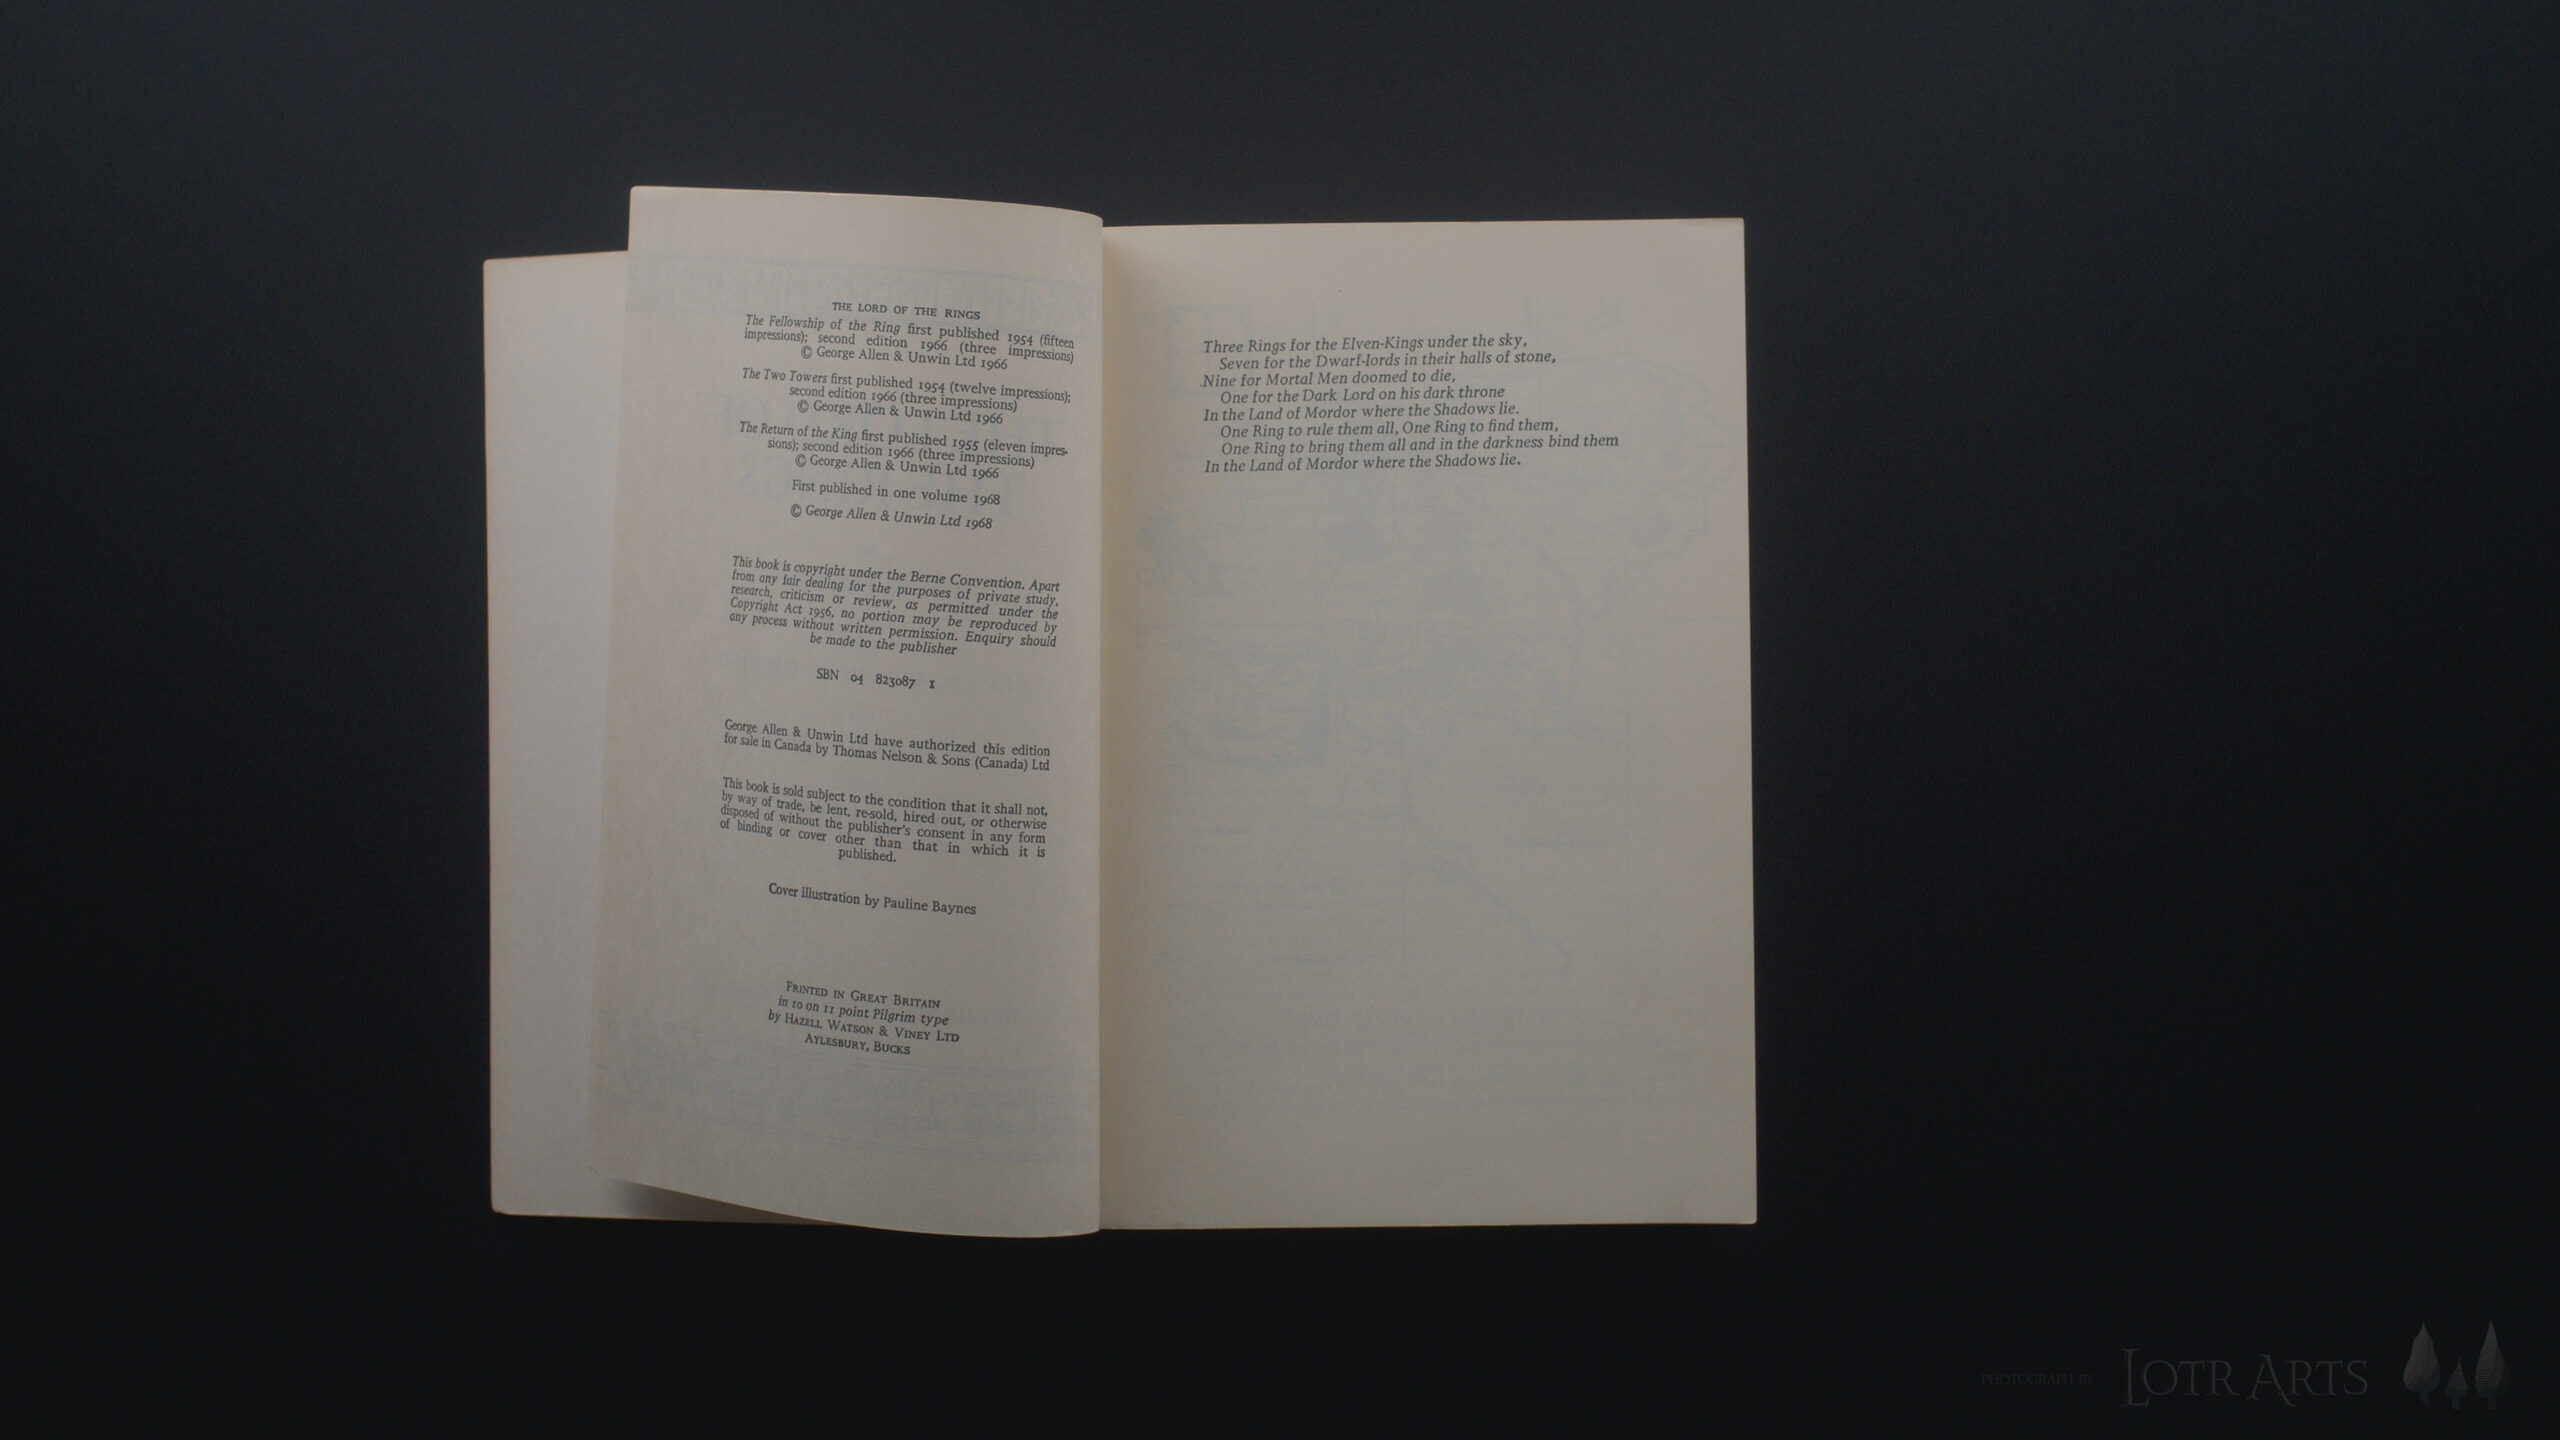 THE LORD OF THE RINGS
The Fellowship of the Ring first published 1954 (fifteen
impressions); second edition 1966 (three impressions)
© George Allen & Unwin Ltd 1966
The Two Towers first published 1954 (twelve impressions);
second edition 1966 (three impressions)
© George Allen & Unwin Ltd 1966
The Return of the King first published 1955 (eleven impres-
sions); second edition 1966 (three impressions)
© George Allen & Unwin Ltd 1966
First published in one volume 1968
© George Allen & Unwin Ltd 1968
This book is copyright under the Berne Convention. Apart
from any fair dealing for the purposes of private study,
research, criticism or review, as permitted under the
Copyright Act 1956, no portion may be reproduced by
any process without written permission. Enquiry should
be made to the publisher
SBN 04 823087 1
George Allen & Unwin Ltd have authorized this edition
for sale in Canada by Thomas Nelson & Sons (Canada) Ltd
This book is sold subject to the condition that it shall not,
by way of trade, be lent, re-sold, hired out, or otherwise
disposed of without the publisher's consent in any form
of binding or cover other than that in which it is
published.
Cover illustration by Pauline Baynes
PRINTED IN GREAT BRITAIN
in 10 on 11 point Pilgrim type
by HAZELL WATSON & VINEY LTD
AYLESBURY, BUCKS
Three Rings for the Elven-Kings under the sky,
Seven for the Dwarf-lords in their halls of stone,
Nine for Mortal Men doomed to die,
One for the Dark Lord on his dark throne
In the Land of Mordor where the Shadows lie.
One Ring to rule them all, One Ring to find them,
One Ring to bring them all and in the darkness bind them
In the Land of Mordor where the Shadows lie.
PHOTOGRAPH BY LOTR ARTS